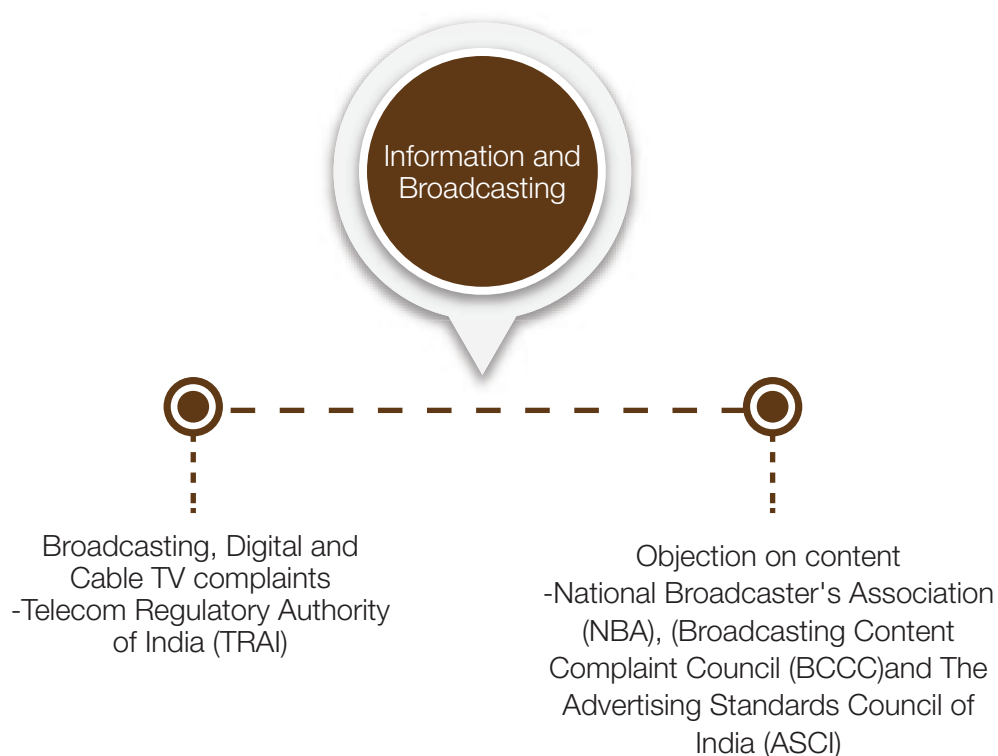 Information and
Broadcasting
Broadcasting, Digital and
Cable TV complaints
-Telecom Regulatory Authority
of India (TRAI)
Objection on content
-National Broadcaster's Association
(NBA), (Broadcasting Content
Complaint Council (BCCC)and The
Advertising Standards Council of
India (ASCI)